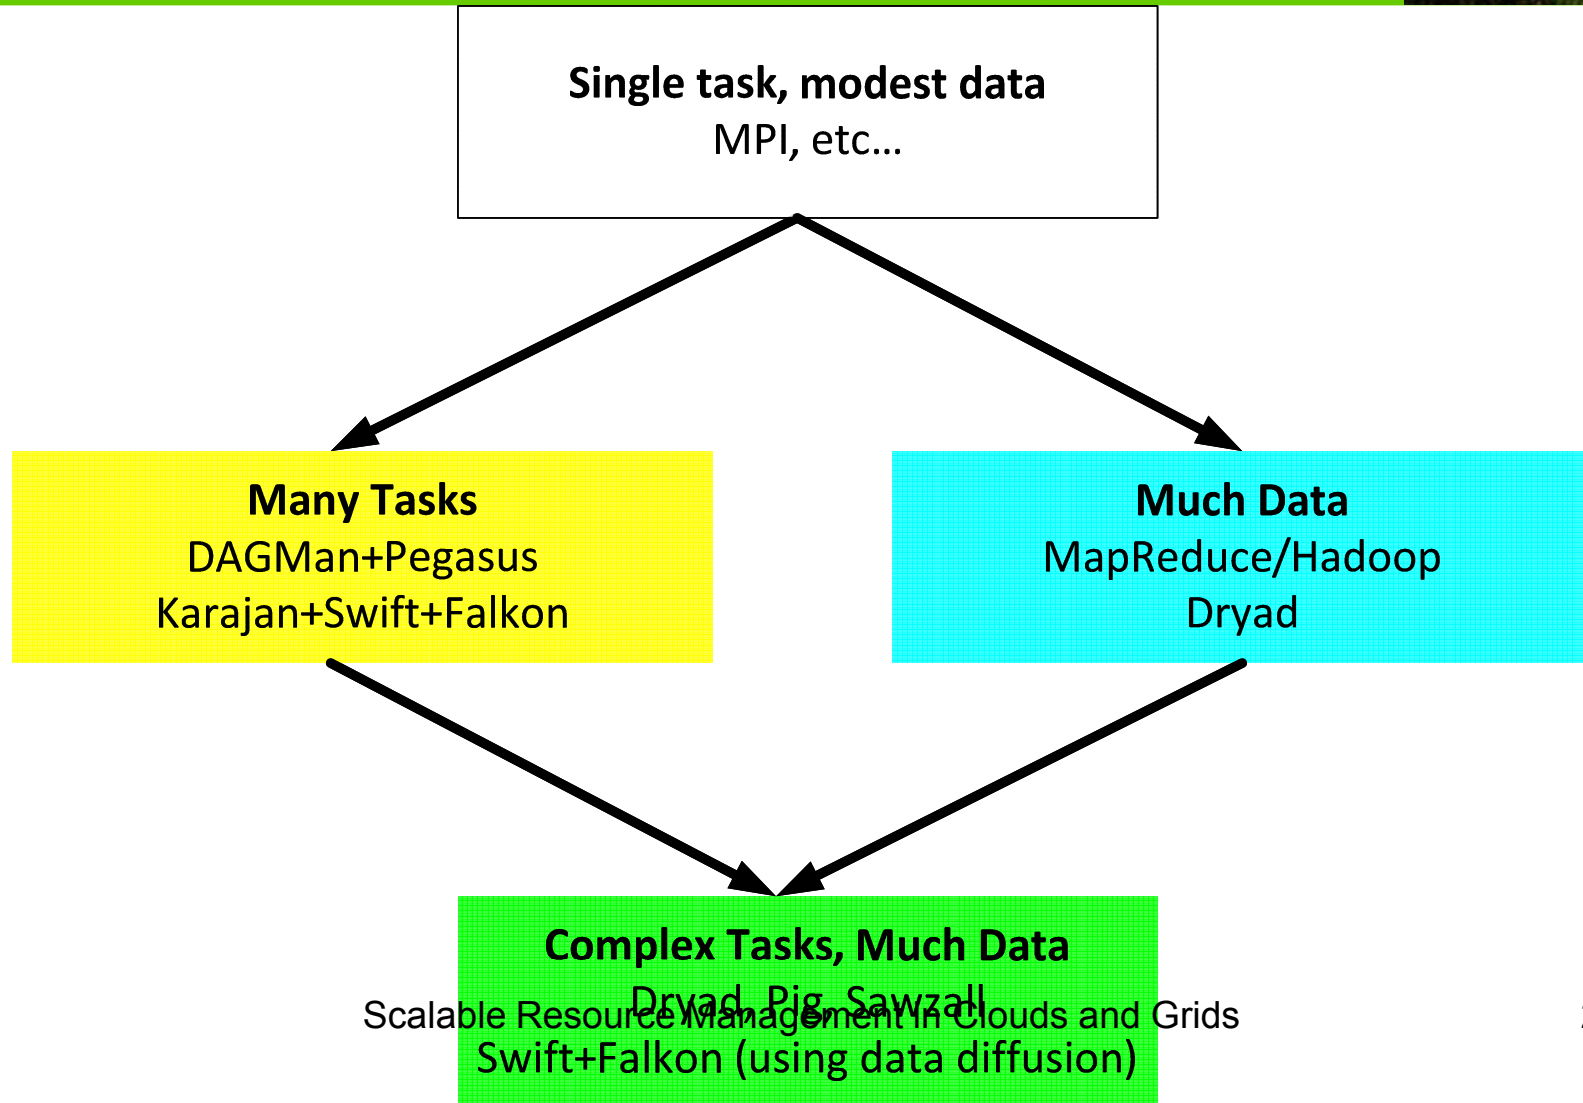 Single task, modest data
MPI, etc...
Many Tasks
DAGMan+Pegasus
Karajan+Swift+Falkon
Much Data
MapReduce/Hadoop
Dryad
Complex Tasks, Much Data
Dryad, Pig, Sawzall
Scalable Resource Management in Clouds and Grids
Swift+Falkon (using data diffusion)